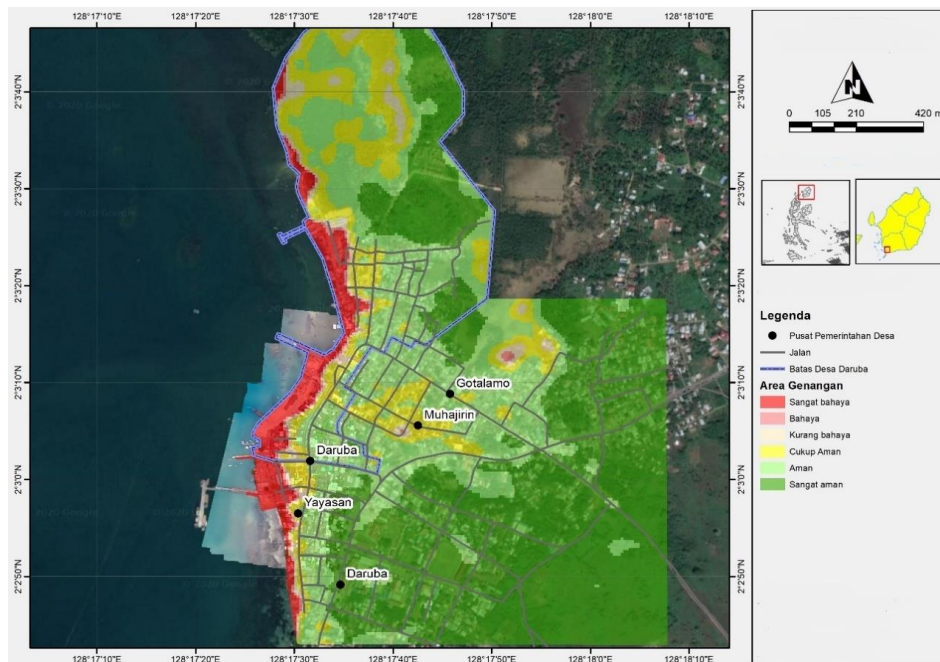 128°17'10"E 128°17'20"E 128°17'30"E 128°17'40"E 128°17'50"E 128°18'0"E 128°18'10"E
2°3'40"N 2°3'40"N
2°3'30"N 2°3'30"N
2°3'20"N 2°3'20"N
2°3'10"N 2°3'10"N
2°3'0"N 2°3'0"N
2°2'50"N 2°2'50"N
Gotalamo
Muhajirin
Daruba
Yayasan
Daruba
128°17'10"E 128°17'20"E 128°17'30"E 128°17'40"E 128°17'50"E 128°18'0"E 128°18'10"E
N
0 105 210 420 m
Legenda
Pusat Pemerintahan Desa
Jalan
Batas Desa Daruba
Area Genangan
Sangat bahaya
Bahaya
Kurang bahaya
Cukup Aman
Aman
Sangat aman